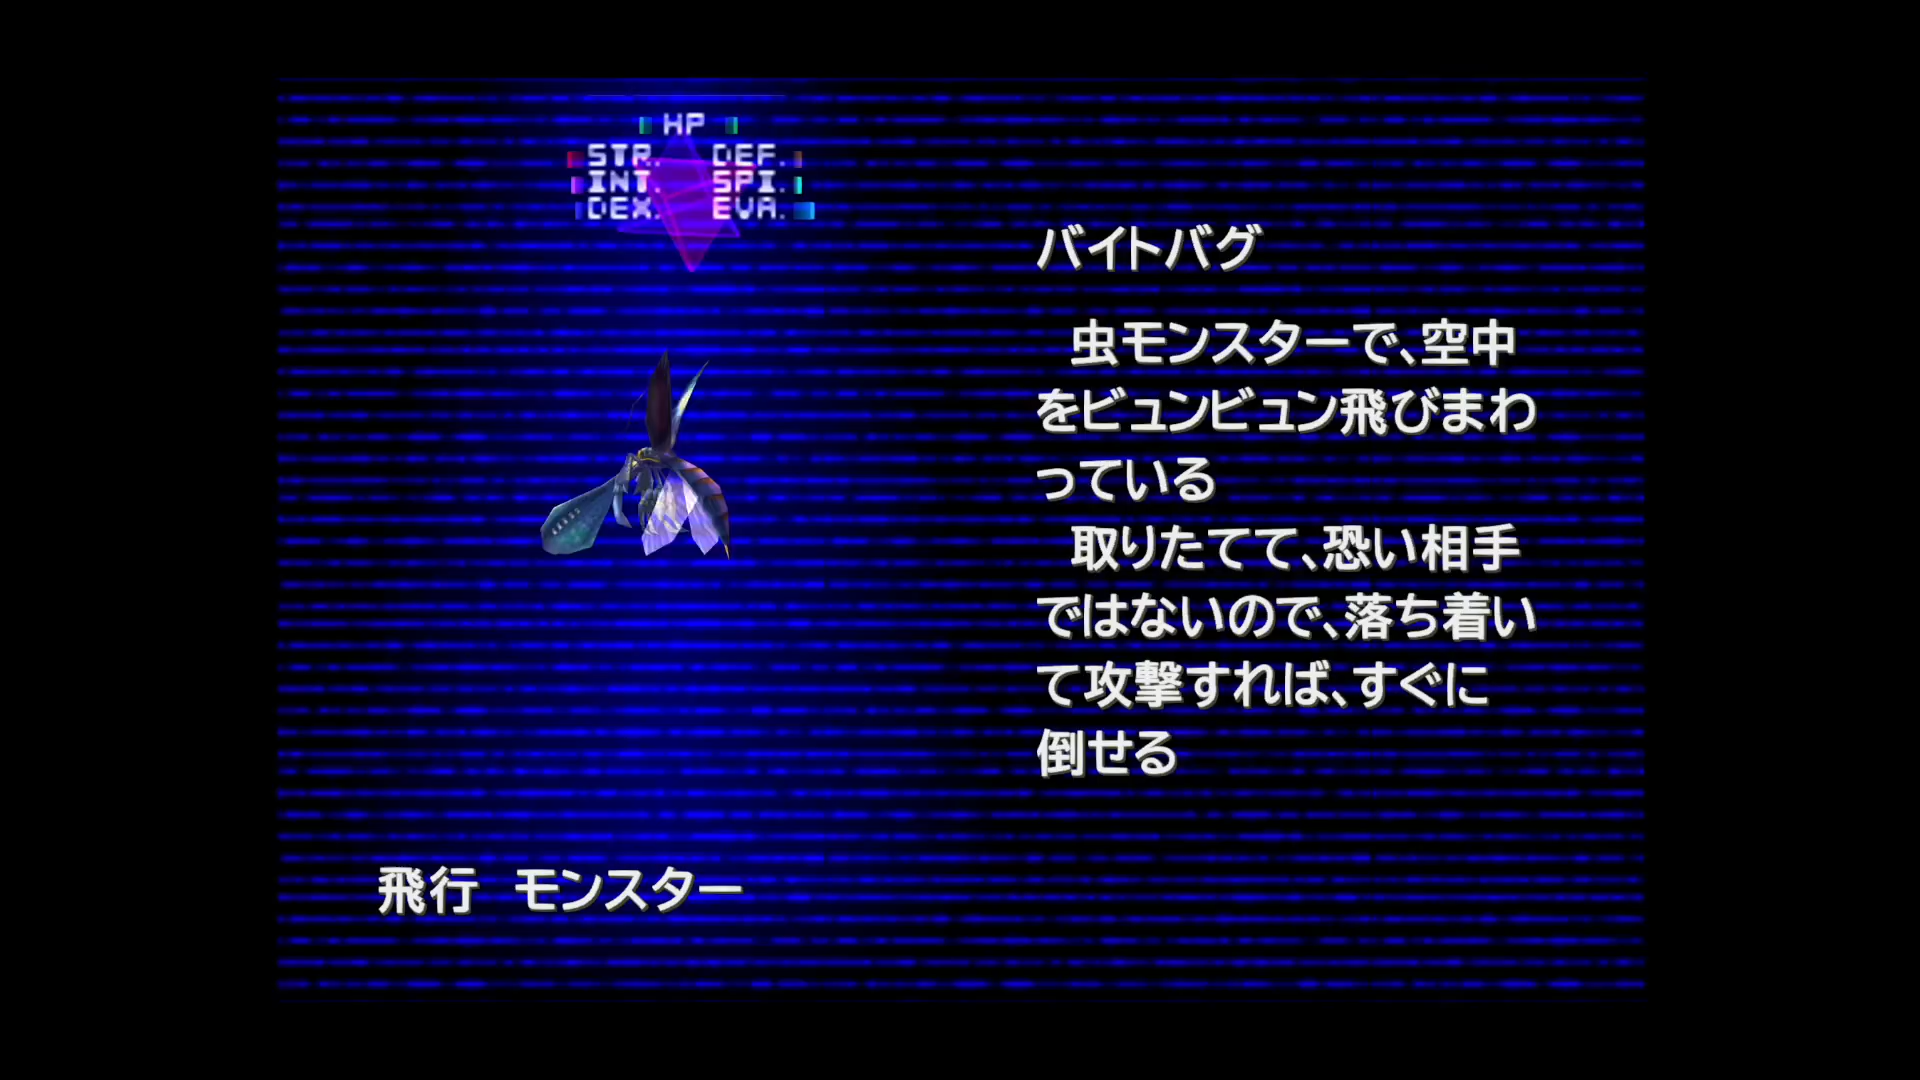 HP
STR. DEF.
INT. SPI.
DEX. EVA.
バイトバグ
虫モンスターで、空中
をビュンビュン飛びまわ
っている
取りたてて、恐い相手
ではないので、落ち着い
て攻撃すれば、すぐに
倒せる
飛行　モンスター